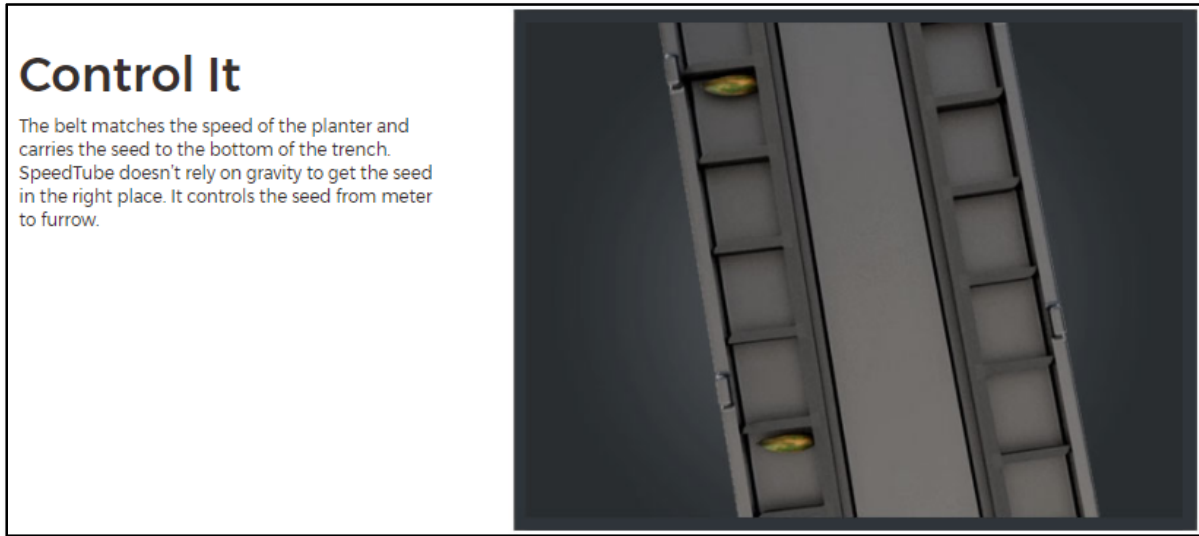 Control It
The belt matches the speed of the planter and
carries the seed to the bottom of the trench.
SpeedTube doesn't rely on gravity to get the seed
in the right place. It controls the seed from meter
to furrow.